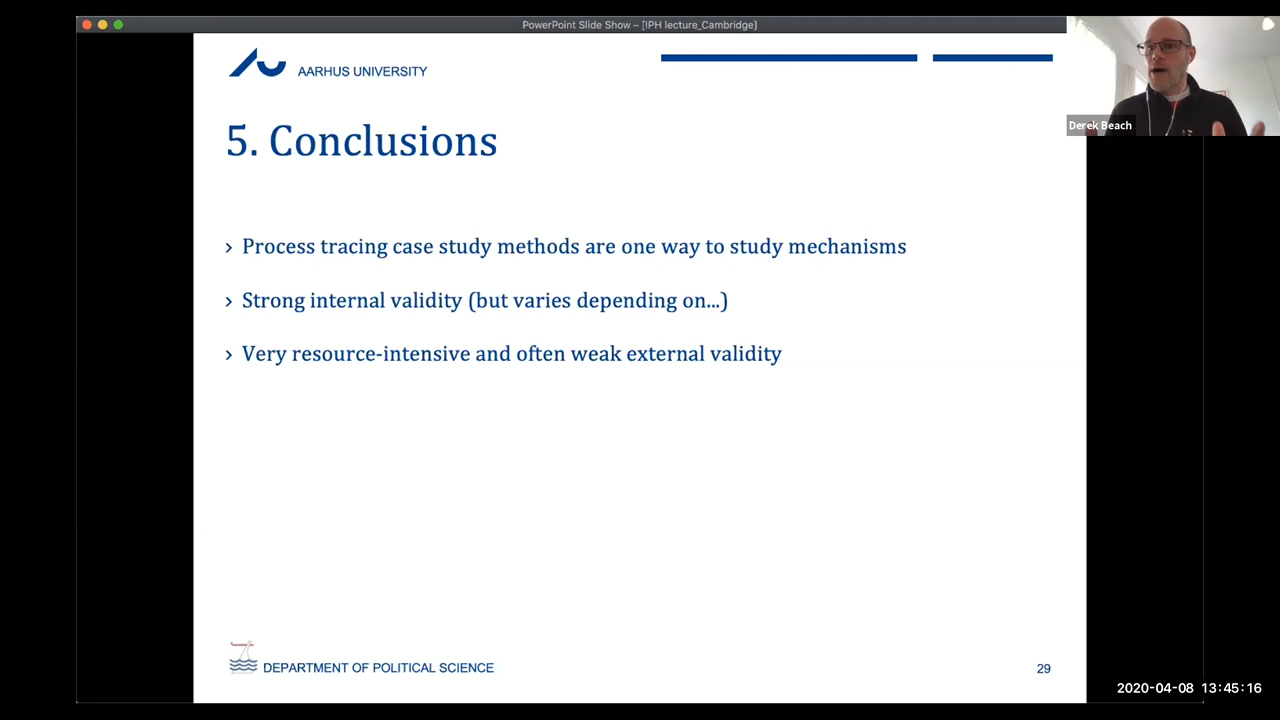 PowerPoint Slide Show – [IPH lecture_Cambridge]
AARHUS UNIVERSITY
Derek Beach
5. Conclusions
› Process tracing case study methods are one way to study mechanisms
› Strong internal validity (but varies depending on...)
› Very resource-intensive and often weak external validity
DEPARTMENT OF POLITICAL SCIENCE
29
2020-04-08 13:45:16